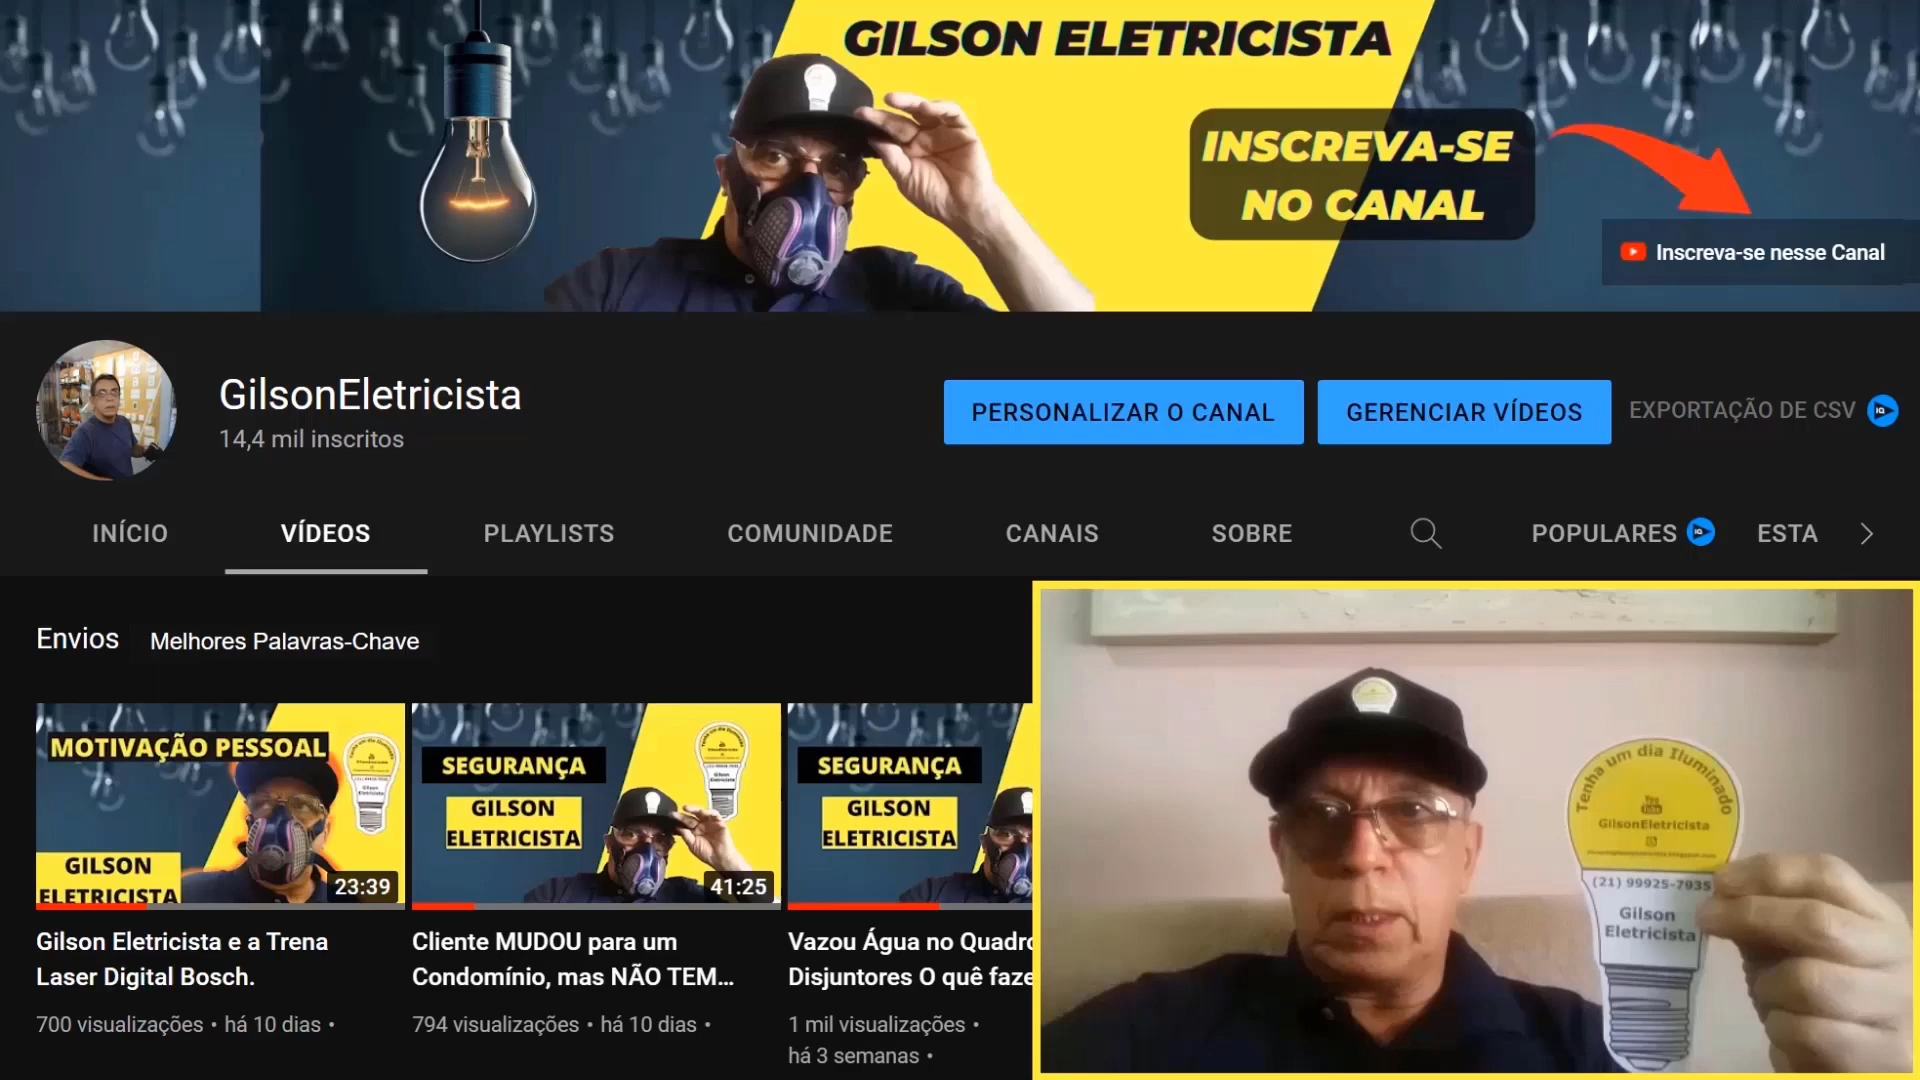 GILSON ELETRICISTA
INSCREVA-SE
NO CANAL
Inscreva-se nesse Canal
GilsonEletricista
14,4 mil inscritos
PERSONALIZAR O CANAL
GERENCIAR VÍDEOS
EXPORTAÇÃO DE CSV
INÍCIO
VÍDEOS
PLAYLISTS
COMUNIDADE
CANAIS
SOBRE
POPULARES
ESTA
Envios
Melhores Palavras-Chave
MOTIVAÇÃO PESSOAL
GILSON
ELETRICISTA
23:39
SEGURANÇA
GILSON
ELETRICISTA
41:25
SEGURANÇA
GILSON
ELETRICISTA
Gilson Eletricista e a Trena
Laser Digital Bosch.
700 visualizações • há 10 dias •
Cliente MUDOU para um
Condomínio, mas NÃO TEM...
794 visualizações • há 10 dias •
Vazou Água no Quadro
Disjuntores O quê faze
1 mil visualizações •
há 3 semanas •
Tenha um dia Iluminado
You
Tube
GilsonEletricista
(21) 99925-7935
Gilson
Eletricista